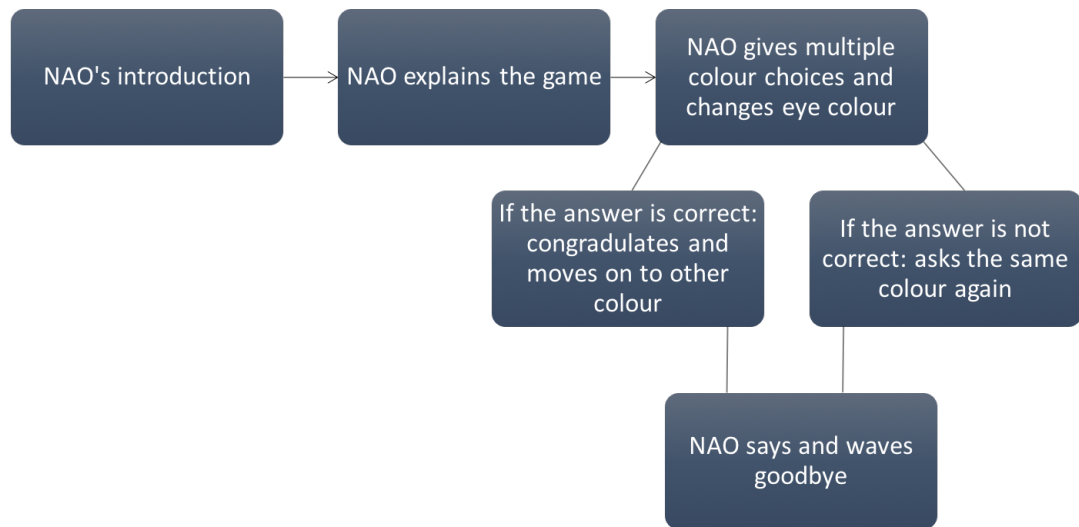 NAO's introduction
NAO explains the game
NAO gives multiple
colour choices and
changes eye colour
If the answer is correct:
congradulates and
moves on to other
colour
If the answer is not
correct: asks the same
colour again
NAO says and waves
goodbye